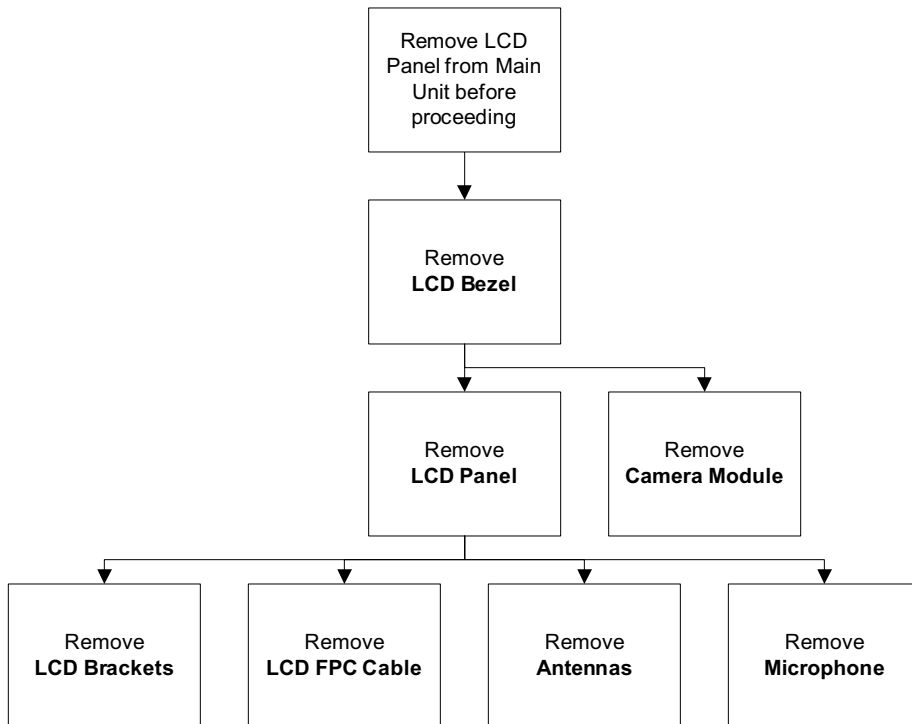 Remove LCD
Panel from Main
Unit before
proceeding
Remove
LCD Bezel
Remove
LCD Panel
Remove
Camera Module
Remove
LCD Brackets
Remove
LCD FPC Cable
Remove
Antennas
Remove
Microphone